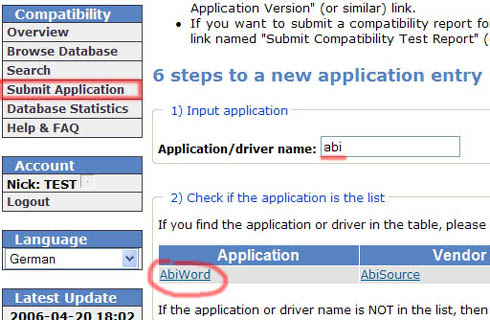 Compatibility
Overview
Browse Database
Search
Submit Application
Database Statistics
Help & FAQ
Account
Nick: TEST
Logout
Language
German
Latest Update
2006-04-20 18:02
Application Version" (or similar) link.
If you want to submit a compatibility report fo
link named "Submit Compatibility Test Report" (
6 steps to a new application entry
1) Input application
Application/driver name: abi
2) Check if the application is the list
If you find the application or driver in the table, please
Application Vendor
AbiWord AbiSource
If the application or driver name is NOT in the list, then